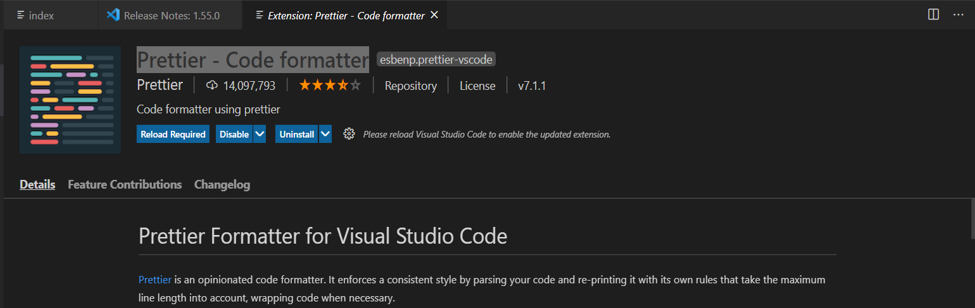 index Release Notes: 1.55.0 Extension: Prettier - Code formatter
Prettier - Code formatter esbenp.prettier-vscode
Prettier 14,097,793 Repository License v7.1.1
Code formatter using prettier
Reload Required Disable Uninstall Please reload Visual Studio Code to enable the updated extension.
Details Feature Contributions Changelog
Prettier Formatter for Visual Studio Code
Prettier is an opinionated code formatter. It enforces a consistent style by parsing your code and re-printing it with its own rules that take the maximum
line length into account, wrapping code when necessary.